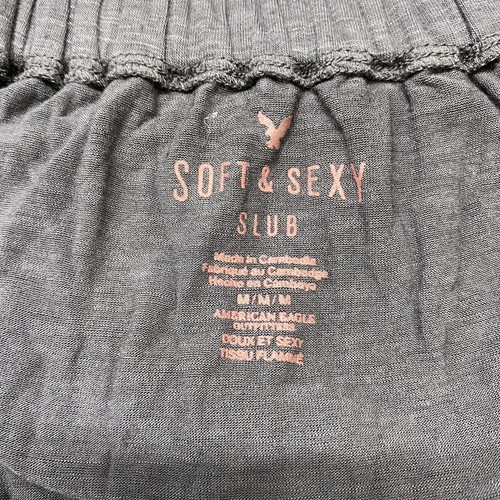 SOFT & SEXY
SLUB
Made in Cambodia
Fabriqué au Cambodge
Hecho en Camboya
M/M/M
AMERICAN EAGLE
OUTFITTERS
DOUX ET SEXY
TISSU FLAMMÉ